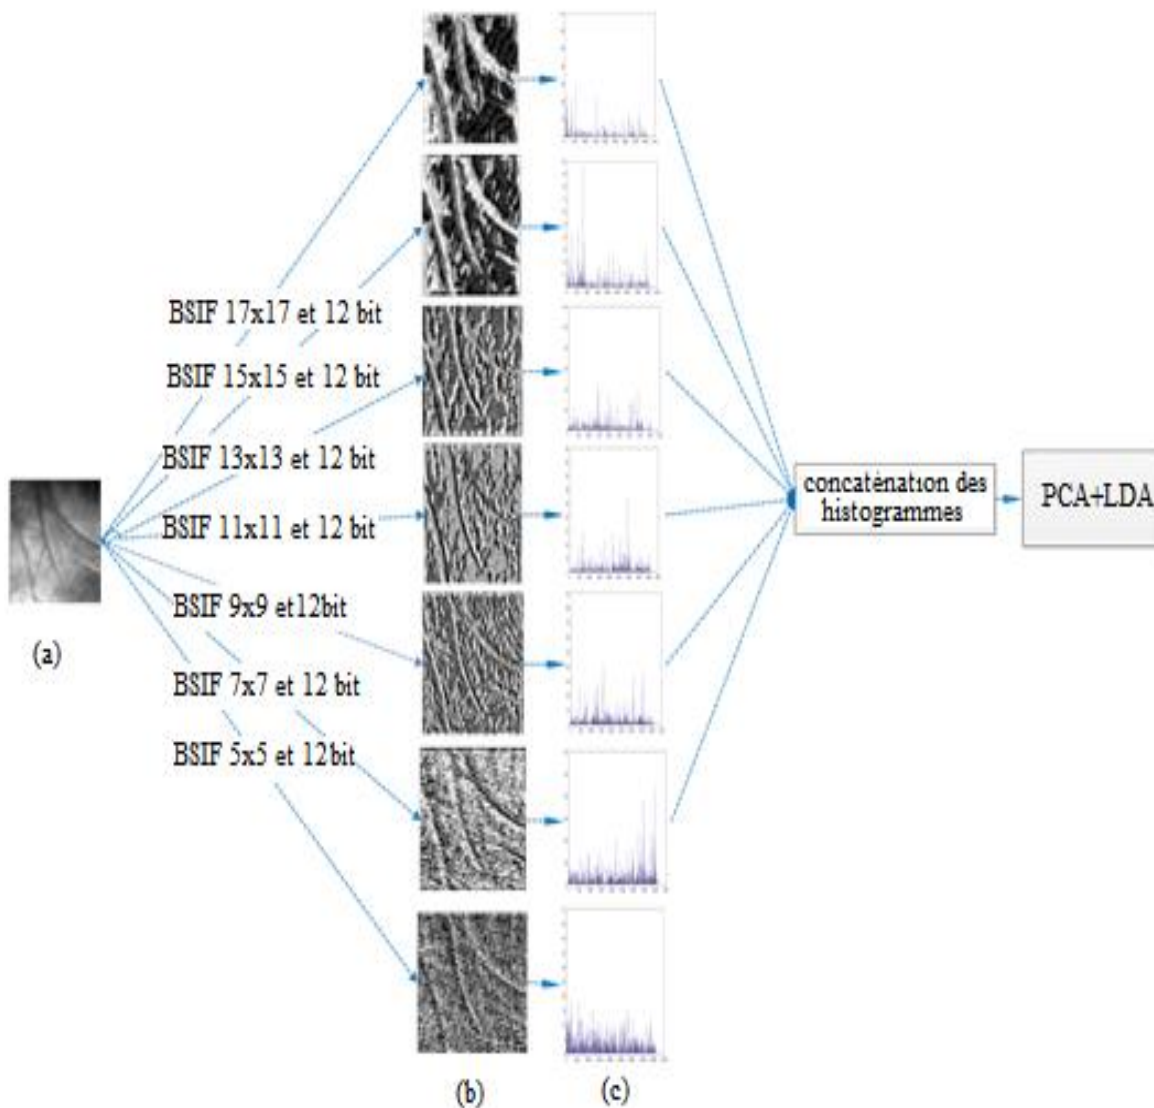 BSIF 17x17 et 12 bit
BSIF 15x15 et 12 bit
BSIF 13x13 et 12 bit
BSIF 11x11 et 12 bit
BSIF 9x9 et12bit
BSIF 7x7 et 12 bit
BSIF 5x5 et 12bit
(a)
(b)
(c)
concaténation des
histogrammes
PCA+LDA